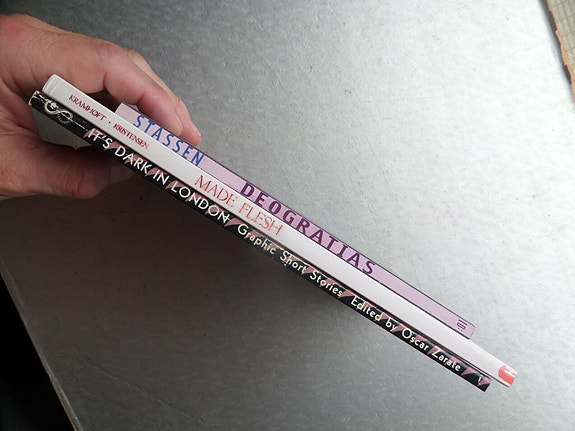 STASSEN DEOGRATIAS
KRAMHØFT • KRISTENSEN MADE FLESH
IT'S DARK IN LONDON Graphic Short Stories Edited by Oscar Zarate